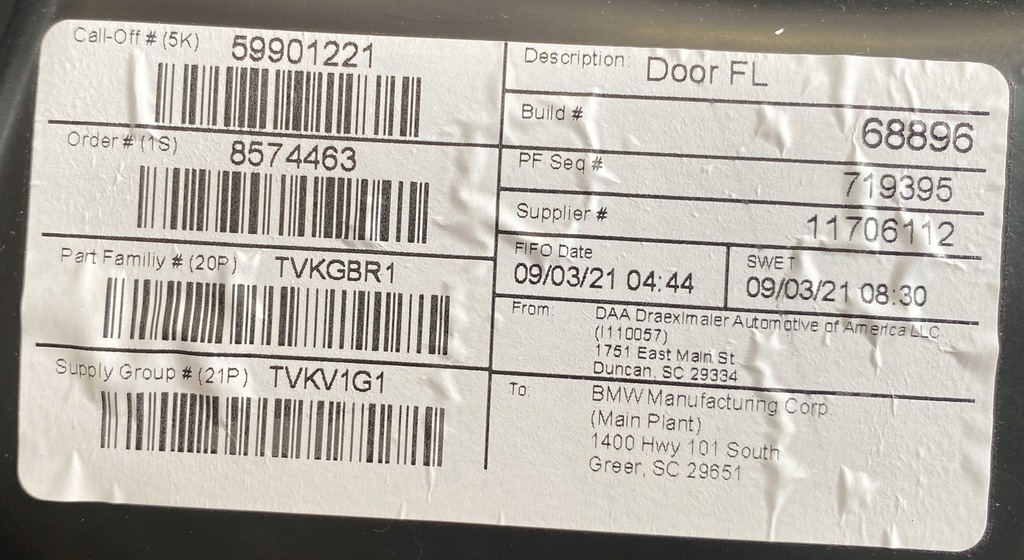 Call-Off # (5K) 59901221
Order # (1S) 8574463
Part Familiy # (20P) TVKGBR1
Supply Group # (21P) TVKV1G1
Description: Door FL
Build #
68896
PF Seq #
719395
Supplier #
11706112
FIFO Date
09/03/21 04:44
SWET
09/03/21 08:30
From: DAA Draexlmaier Automotive of America LLC
(I110057)
1751 East Main St
Duncan, SC 29334
To: BMW Manufacturing Corp.
(Main Plant)
1400 Hwy 101 South
Greer, SC 29651